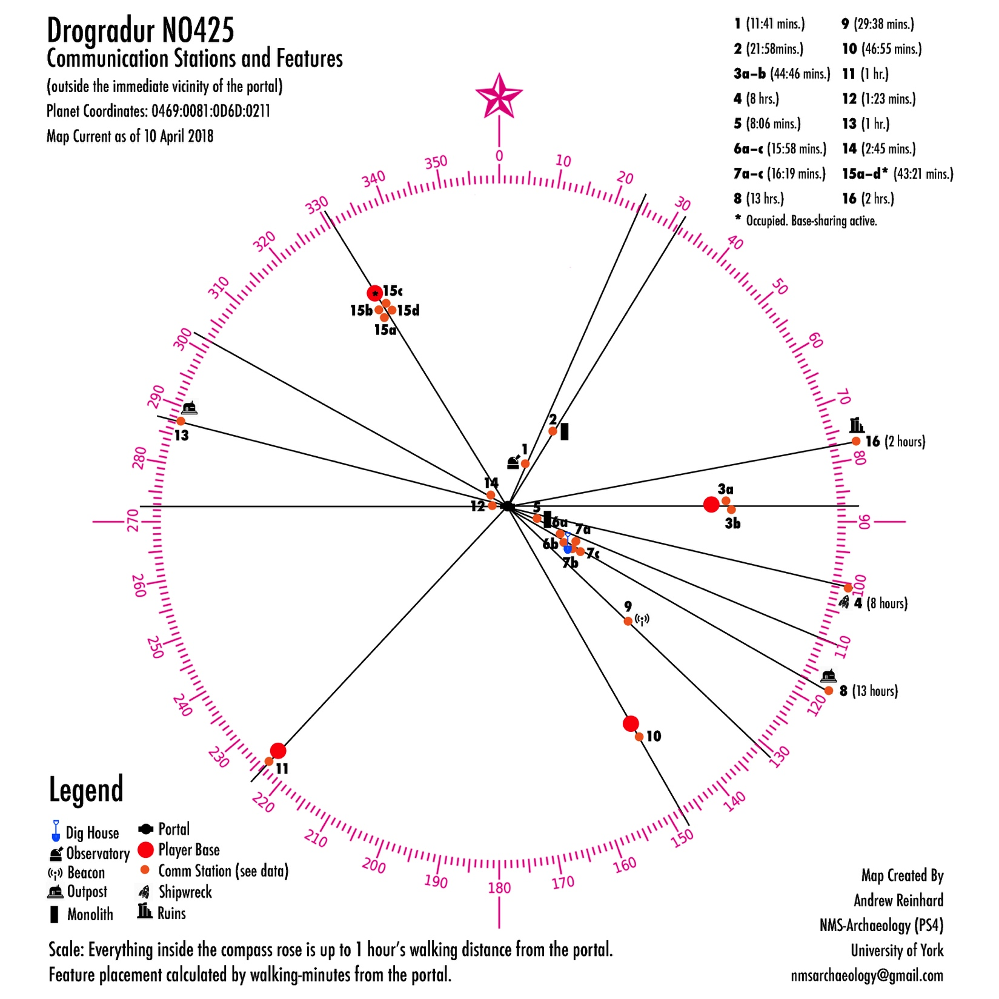 Drogradur NO425
Communication Stations and Features
(outside the immediate vicinity of the portal)
Planet Coordinates: 0469:0081:0D6D:0211
Map Current as of 10 April 2018
1 (11:41 mins.)
2 (21:58mins.)
3a–b (44:46 mins.)
4 (8 hrs.)
5 (8:06 mins.)
6a–c (15:58 mins.)
7a–c (16:19 mins.)
8 (13 hrs.)
9 (29:38 mins.)
10 (46:55 mins.)
11 (1 hr.)
12 (1:23 mins.)
13 (1 hr.)
14 (2:45 mins.)
15a–d* (43:21 mins.)
16 (2 hrs.)
* Occupied. Base-sharing active.
0
10
20
30
40
50
60
70
80
90
100
110
120
130
140
150
160
170
180
190
200
210
220
230
240
250
260
270
280
290
300
310
320
330
340
350
*
15c
15b
15d
15a
13
2
1
16 (2 hours)
14
12
5
3a
3b
6a
7a
6b
7c
7b
4 (8 hours)
9
8 (13 hours)
10
11
Legend
Dig House
Observatory
Beacon
Outpost
Monolith
Portal
Player Base
Comm Station (see data)
Shipwreck
Ruins
Scale: Everything inside the compass rose is up to 1 hour's walking distance from the portal.
Feature placement calculated by walking-minutes from the portal.
Map Created By
Andrew Reinhard
NMS-Archaeology (PS4)
University of York
nmsarchaeology@gmail.com